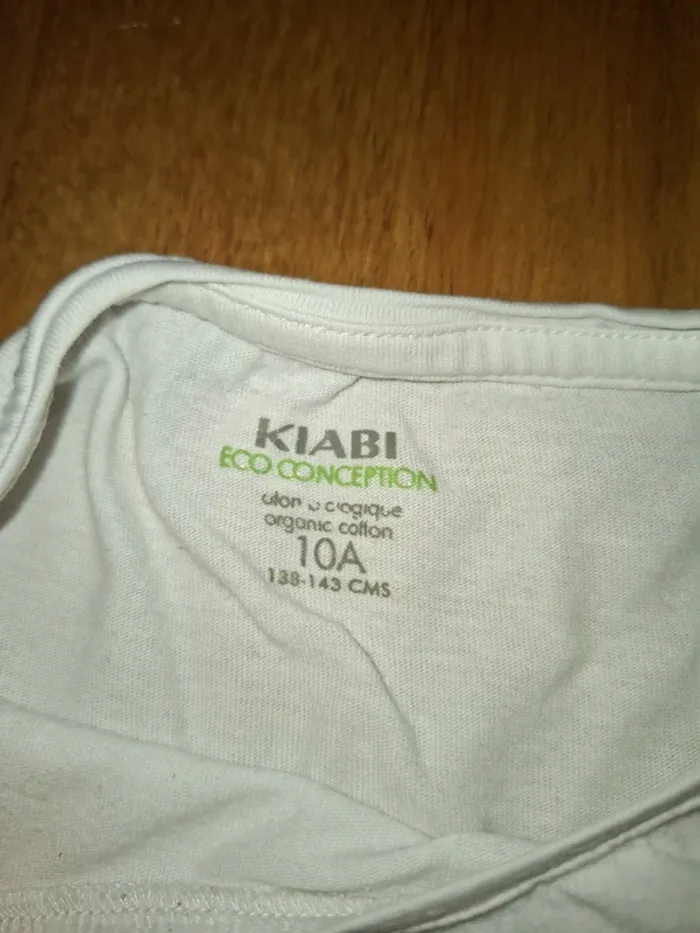 KIABI
ECO CONCEPTION
organic cotton
10A
138-143 CMS